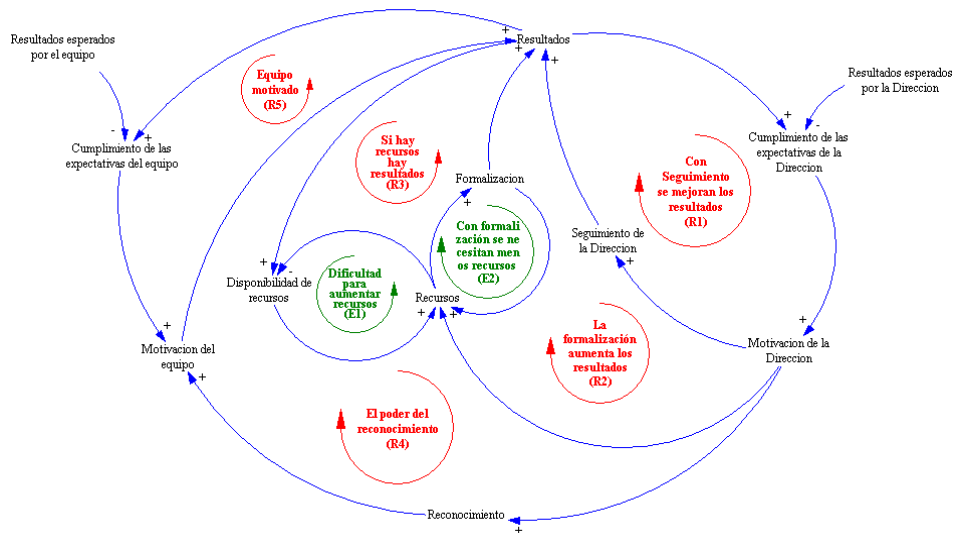 Resultados esperados
por el equipo
Resultados
Resultados esperados
por la Direccion
Equipo
motivado
(R5)
Cumplimiento de las
expectativas del equipo
Cumplimiento de las
expectativas de la
Direccion
Si hay
recursos
hay
resultados
(R3)
Formalizacion
Con
Seguimiento
se mejoran los
resultados
(R1)
Con formali
zación se ne
cesitan men
os recursos
(E2)
Seguimiento de
la Direccion
Disponibilidad de
recursos
Dificultad
para
aumentar
recursos
(E1)
Recursos
Motivacion del
equipo
La
formalización
aumenta los
resultados
(R2)
Motivacion de la
Direccion
El poder del
reconocimiento
(R4)
Reconocimiento